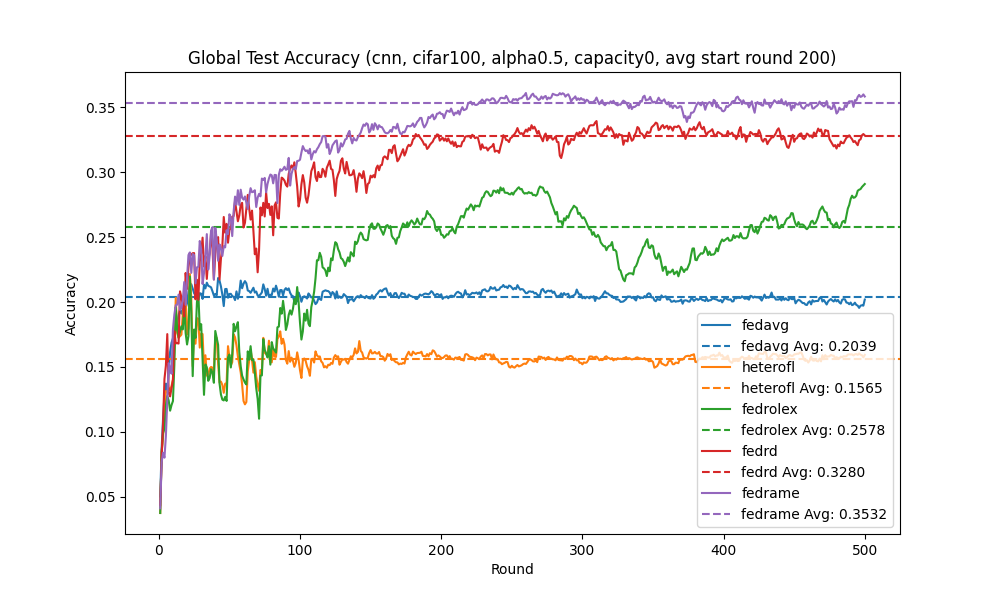 Global Test Accuracy (cnn, cifar100, alpha0.5, capacity0, avg start round 200)
Accuracy
0.35
0.30
0.25
0.20
0.15
0.10
0.05
0
100
200
300
400
500
Round
fedavg
fedavg Avg: 0.2039
heterofl
heterofl Avg: 0.1565
fedrolex
fedrolex Avg: 0.2578
fedrd
fedrd Avg: 0.3280
fedrame
fedrame Avg: 0.3532